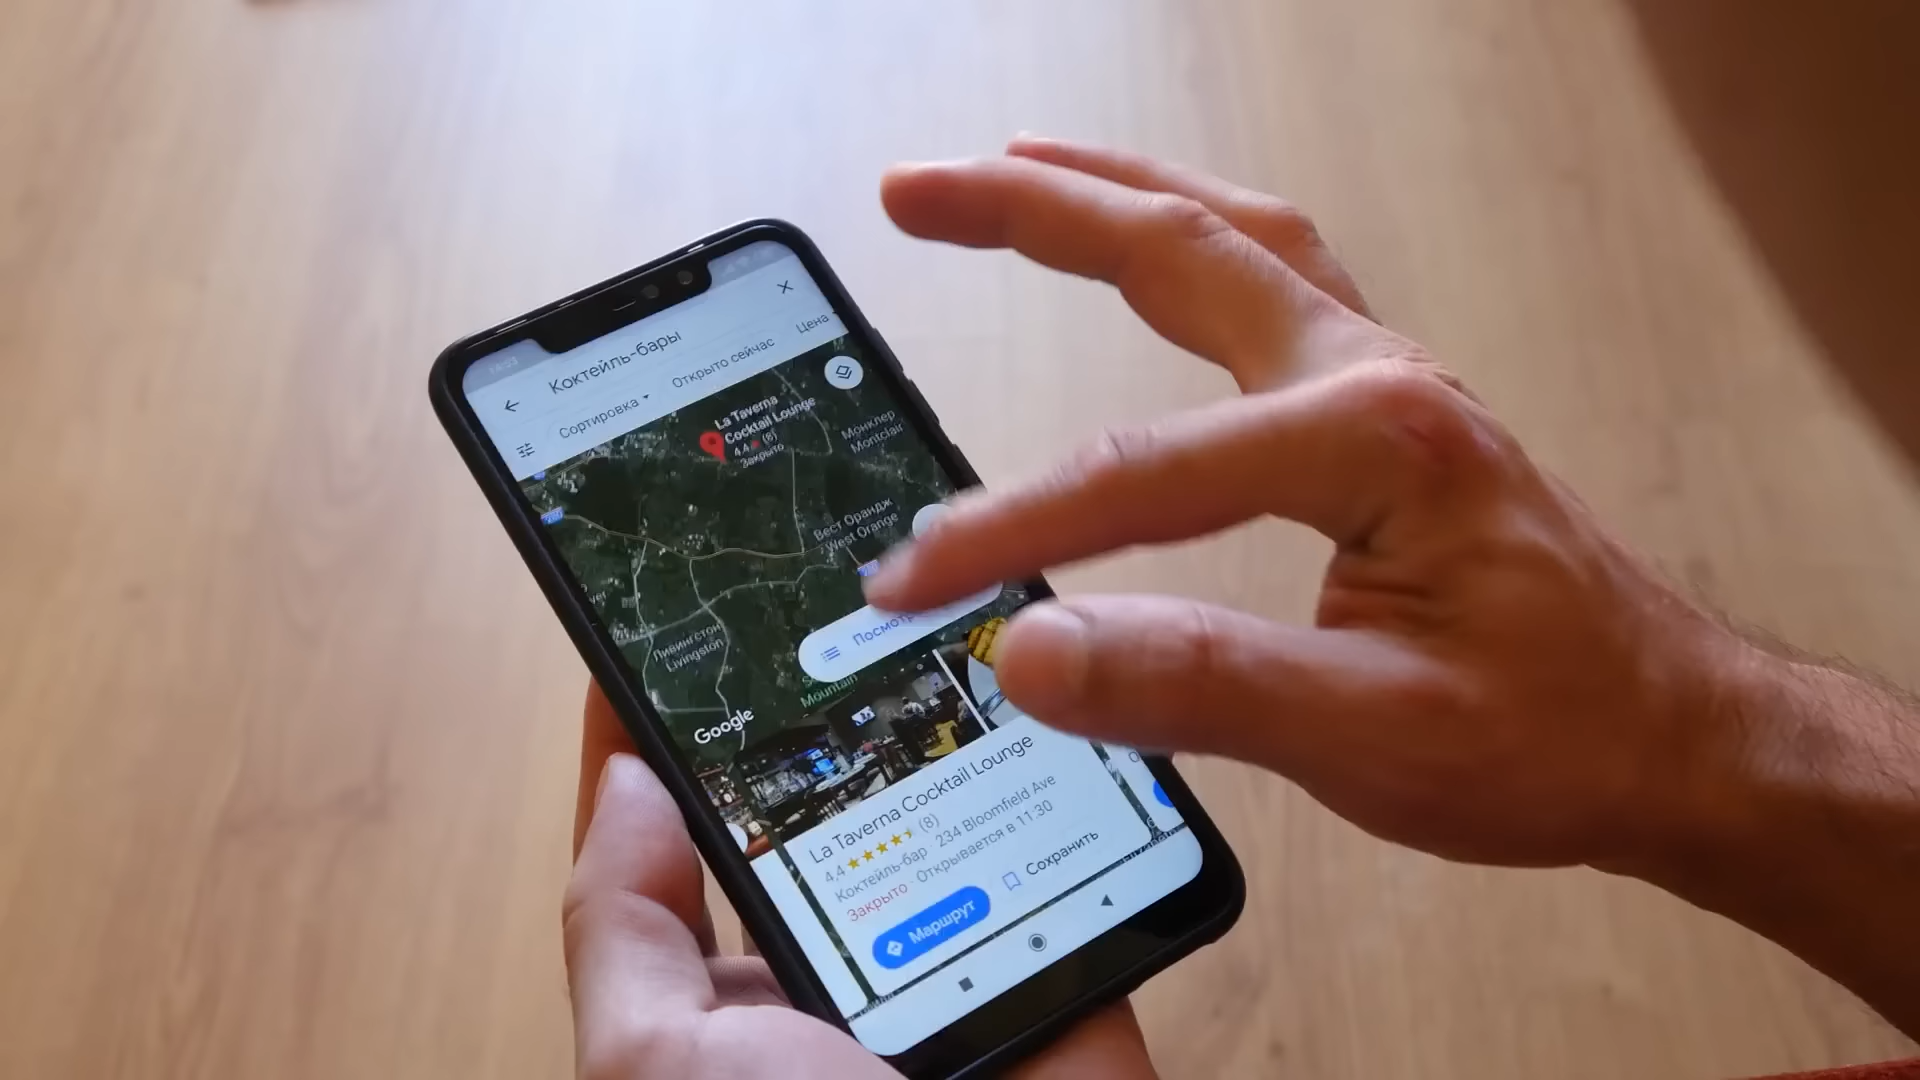 14:53
Коктейль-бары
Сортировка
Открыто сейчас
Цена
La Taverna
Cocktail Lounge
4,4 (8)
Закрыто
Монклер
Montclair
Вест Орандж
West Orange
Ливингстон
Livingston
Mountain
Google
La Taverna Cocktail Lounge
4,4 (8)
Коктейль-бар · 234 Bloomfield Ave
Закрыто · Открывается в 11:30
Маршрут
Сохранить